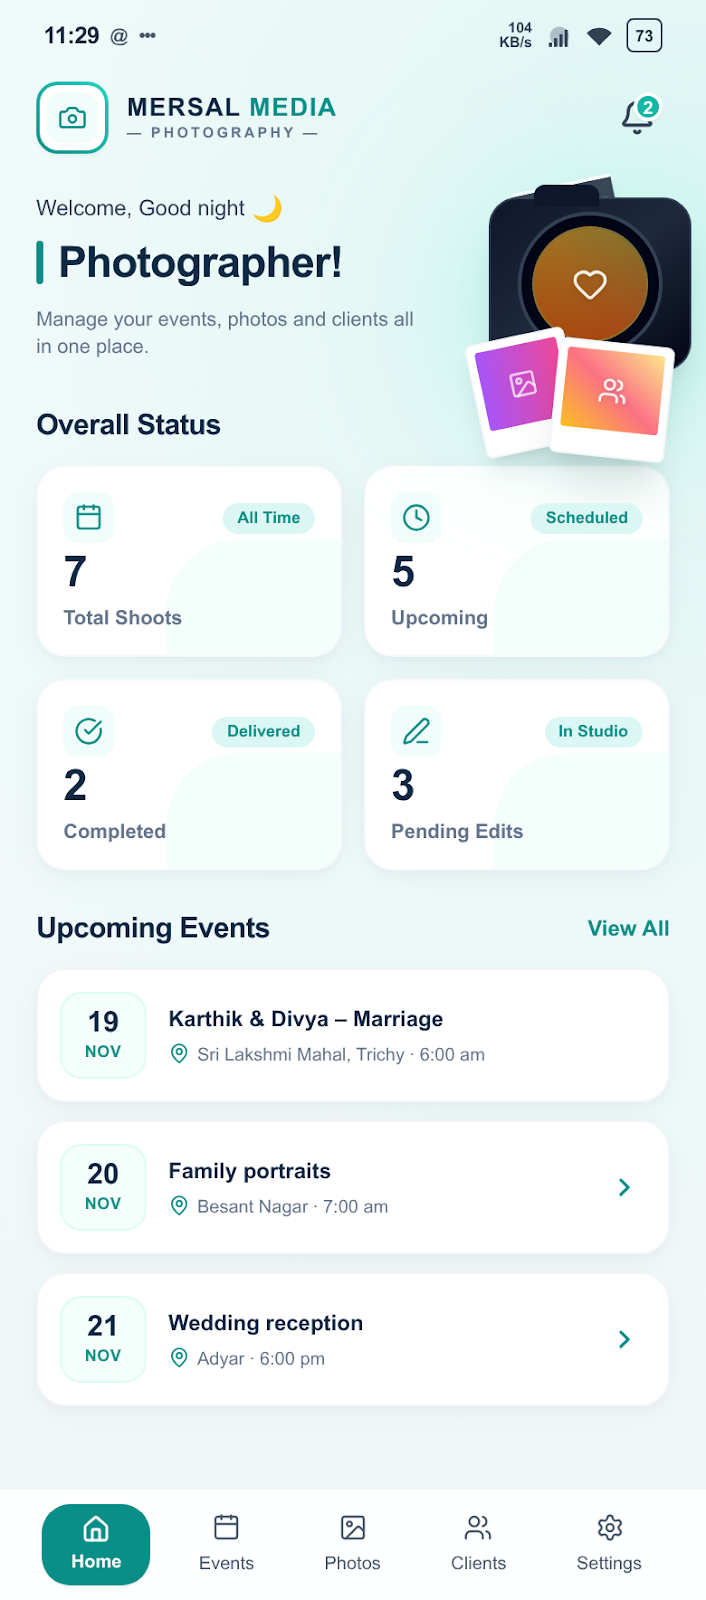 11:29 @ •••
104
KB/s
73
MERSAL MEDIA
— PHOTOGRAPHY —
2
Welcome, Good night 🌙
Photographer!
Manage your events, photos and clients all
in one place.
Overall Status
All Time
7
Total Shoots
Scheduled
5
Upcoming
Delivered
2
Completed
In Studio
3
Pending Edits
Upcoming Events
View All
19
NOV
Karthik & Divya – Marriage
Sri Lakshmi Mahal, Trichy · 6:00 am
20
NOV
Family portraits
Besant Nagar · 7:00 am
21
NOV
Wedding reception
Adyar · 6:00 pm
Home
Events
Photos
Clients
Settings